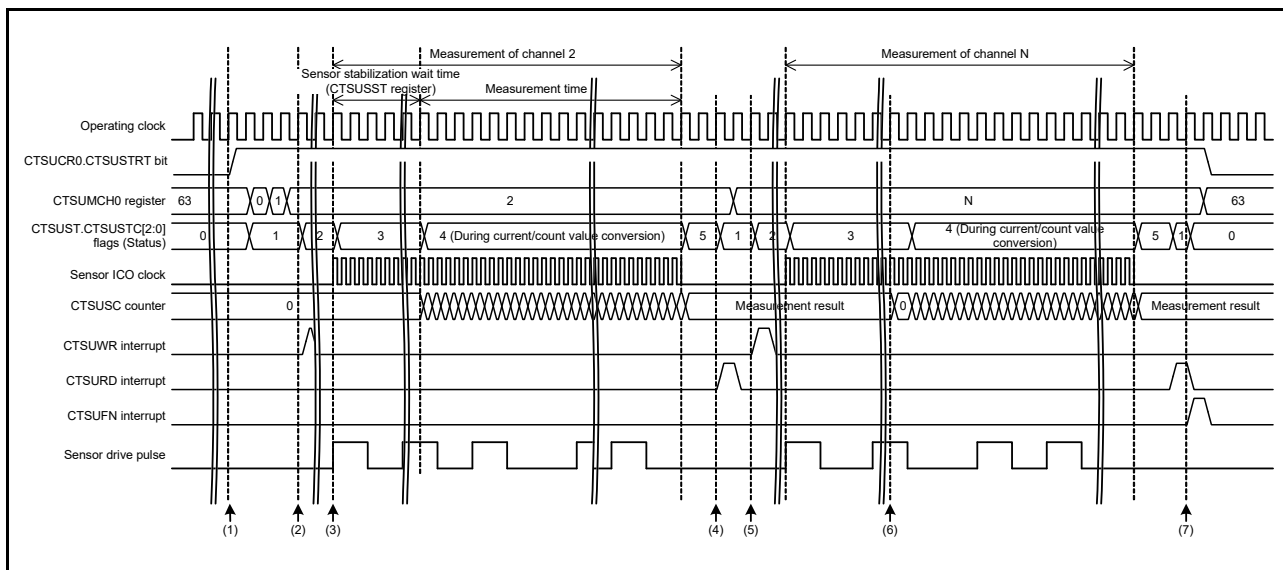 Measurement of channel 2
Measurement of channel N
Sensor stabilization wait time
(CTSUSST register)
Measurement time
Operating clock
CTSUCR0.CTSUSTRT bit
CTSUMCH0 register
63
0
1
2
N
63
CTSUST.CTSUSTC[2:0]
flags (Status)
0
1
2
3
4 (During current/count value conversion)
5
1
2
3
4 (During current/count value
conversion)
5
1
0
Sensor ICO clock
CTSUSC counter
0
Measurement result
0
Measurement result
CTSUWR interrupt
CTSURD interrupt
CTSUFN interrupt
Sensor drive pulse
(1)
(2)
(3)
(4)
(5)
(6)
(7)